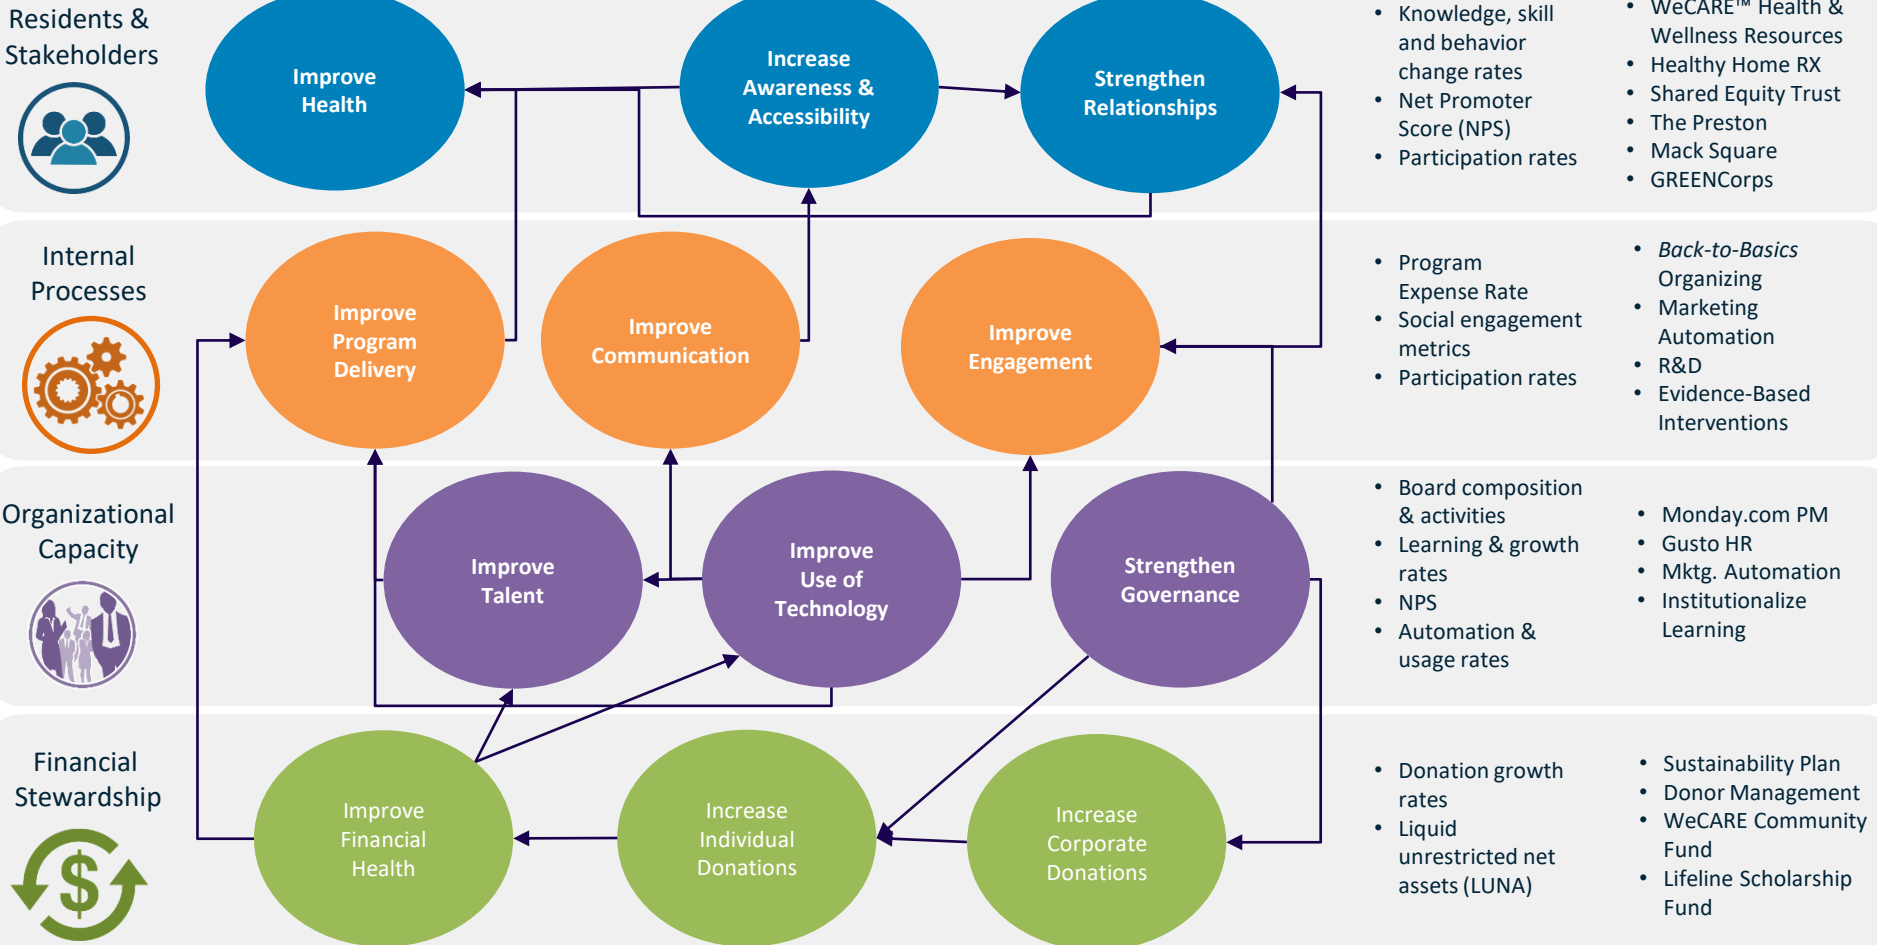 Residents &
Stakeholders
Improve
Health
Increase
Awareness &
Accessibility
Strengthen
Relationships
• Knowledge, skill
and behavior
change rates
• Net Promoter
Score (NPS)
• Participation rates
• WeCARE™ Health &
Wellness Resources
• Healthy Home RX
• Shared Equity Trust
• The Preston
• Mack Square
• GREENCorps
Internal
Processes
Improve
Program
Delivery
Improve
Communication
Improve
Engagement
• Program
Expense Rate
• Social engagement
metrics
• Participation rates
• Back-to-Basics
Organizing
• Marketing
Automation
• R&D
• Evidence-Based
Interventions
Organizational
Capacity
Improve
Talent
Improve
Use of
Technology
Strengthen
Governance
• Board composition
& activities
• Learning & growth
rates
• NPS
• Automation &
usage rates
• Monday.com PM
• Gusto HR
• Mktg. Automation
• Institutionalize
Learning
Financial
Stewardship
$
Improve
Financial
Health
Increase
Individual
Donations
Increase
Corporate
Donations
• Donation growth
rates
• Liquid
unrestricted net
assets (LUNA)
• Sustainability Plan
• Donor Management
• WeCARE Community
Fund
• Lifeline Scholarship
Fund